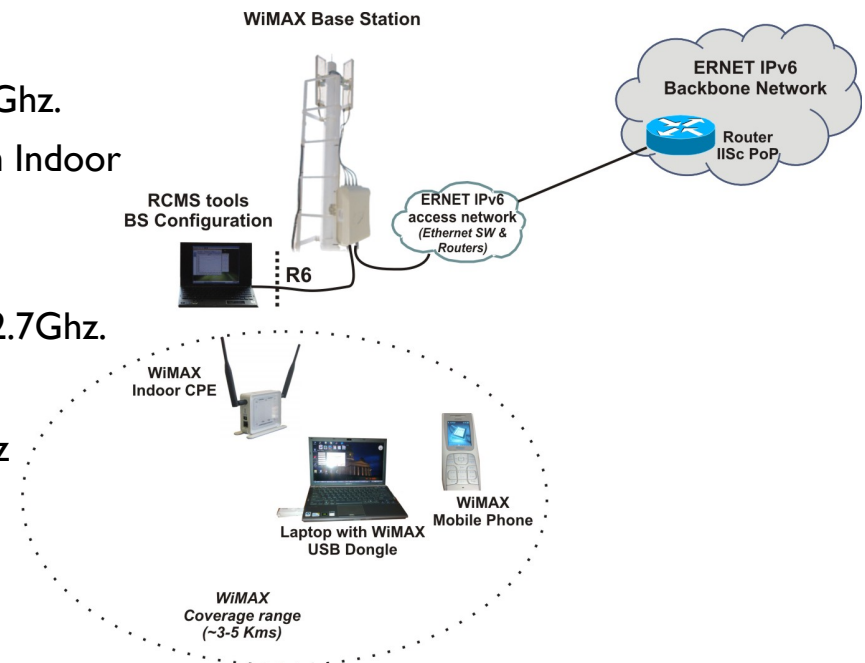 WiMAX Base Station
Ghz.
n Indoor
2.7Ghz.
z
ERNET IPv6
Backbone Network
Router
IISc PoP
RCMS tools
BS Configuration
R6
ERNET IPv6
access network
(Ethernet SW &
Routers)
WiMAX
Indoor CPE
WiMAX
Mobile Phone
Laptop with WiMAX
USB Dongle
WiMAX
Coverage range
(~3-5 Kms)